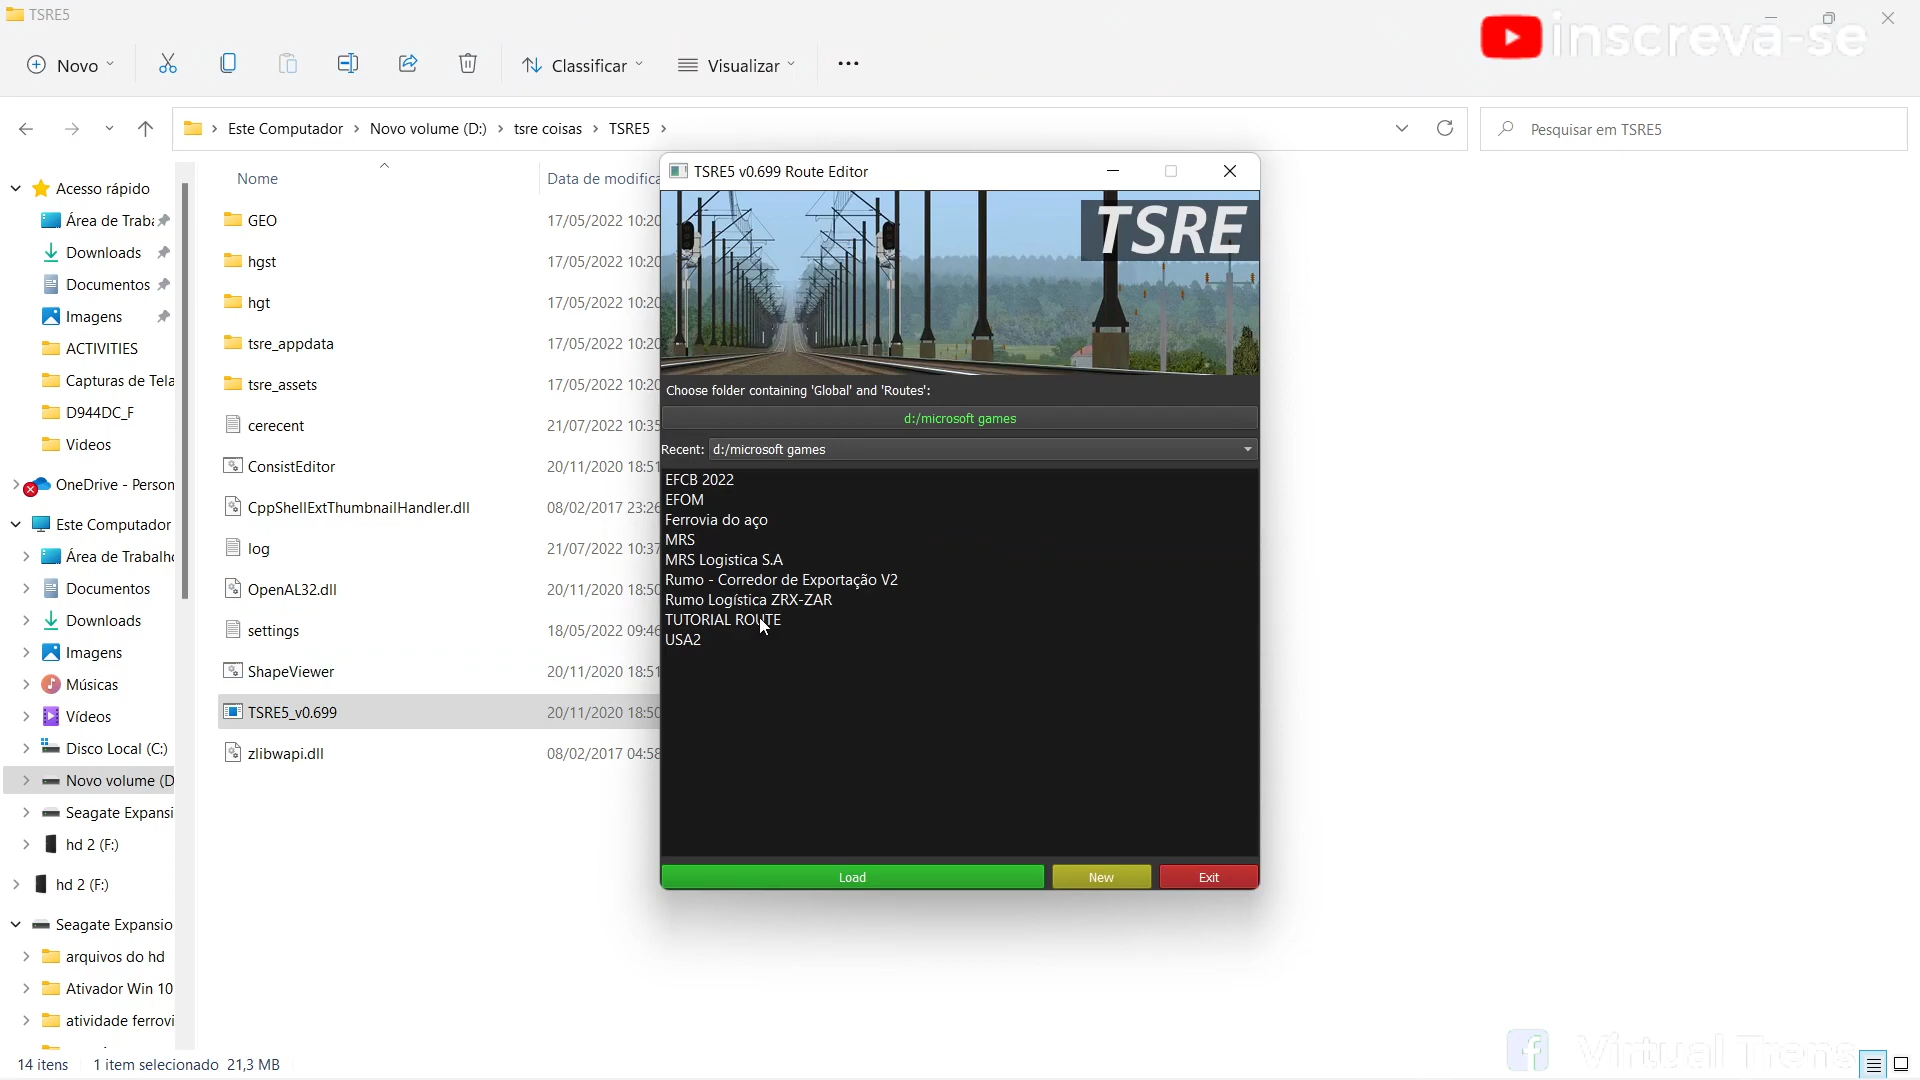 TSRE5
inscreva-se
Novo
Classificar
Visualizar
Este Computador
Novo volume (D:)
tsre coisas
TSRE5
Pesquisar em TSRE5
Acesso rápido
Área de Traba
Downloads
Documentos
Imagens
ACTIVITIES
Capturas de Tela
D944DC_F
Videos
OneDrive - Person
Este Computador
Área de Trabalho
Documentos
Downloads
Imagens
Músicas
Vídeos
Disco Local (C:)
Novo volume (D
Seagate Expansi
hd 2 (F:)
hd 2 (F:)
Seagate Expansio
arquivos do hd
Ativador Win 10
atividade ferrovi
Nome
Data de modifica
GEO
17/05/2022 10:20
hgst
17/05/2022 10:20
hgt
17/05/2022 10:20
tsre_appdata
17/05/2022 10:20
tsre_assets
17/05/2022 10:20
cerecent
21/07/2022 10:35
ConsistEditor
20/11/2020 18:51
CppShellExtThumbnailHandler.dll
08/02/2017 23:26
log
21/07/2022 10:37
OpenAL32.dll
20/11/2020 18:50
settings
18/05/2022 09:46
ShapeViewer
20/11/2020 18:51
TSRE5_v0.699
20/11/2020 18:50
zlibwapi.dll
08/02/2017 04:58
TSRE5 v0.699 Route Editor
TSRE
Choose folder containing 'Global' and 'Routes':
d:/microsoft games
Recent: d:/microsoft games
EFCB 2022
EFOM
Ferrovia do aço
MRS
MRS Logistica S.A
Rumo - Corredor de Exportação V2
Rumo Logística ZRX-ZAR
TUTORIAL ROUTE
USA2
Load
New
Exit
14 itens
1 item selecionado 21,3 MB
Virtual Trens